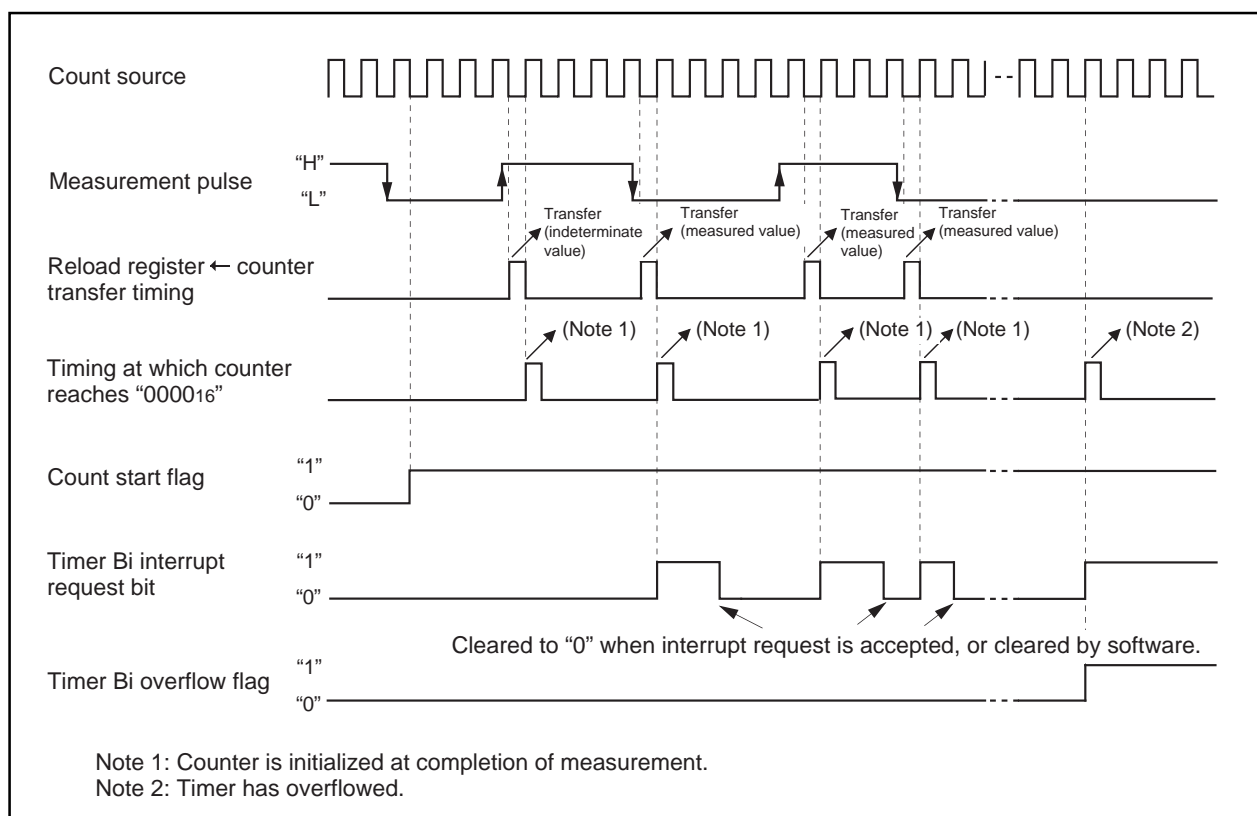 Count source
Measurement pulse
“H”
“L”
Transfer
(indeterminate
value)
Transfer
(measured value)
Transfer
(measured
value)
Transfer
(measured value)
Reload register ← counter
transfer timing
(Note 1)
(Note 1)
(Note 1)
(Note 1)
(Note 2)
Timing at which counter
reaches “000016”
Count start flag
“1”
“0”
Timer Bi interrupt
request bit
“1”
“0”
Cleared to “0” when interrupt request is accepted, or cleared by software.
Timer Bi overflow flag
“1”
“0”
Note 1: Counter is initialized at completion of measurement.
Note 2: Timer has overflowed.